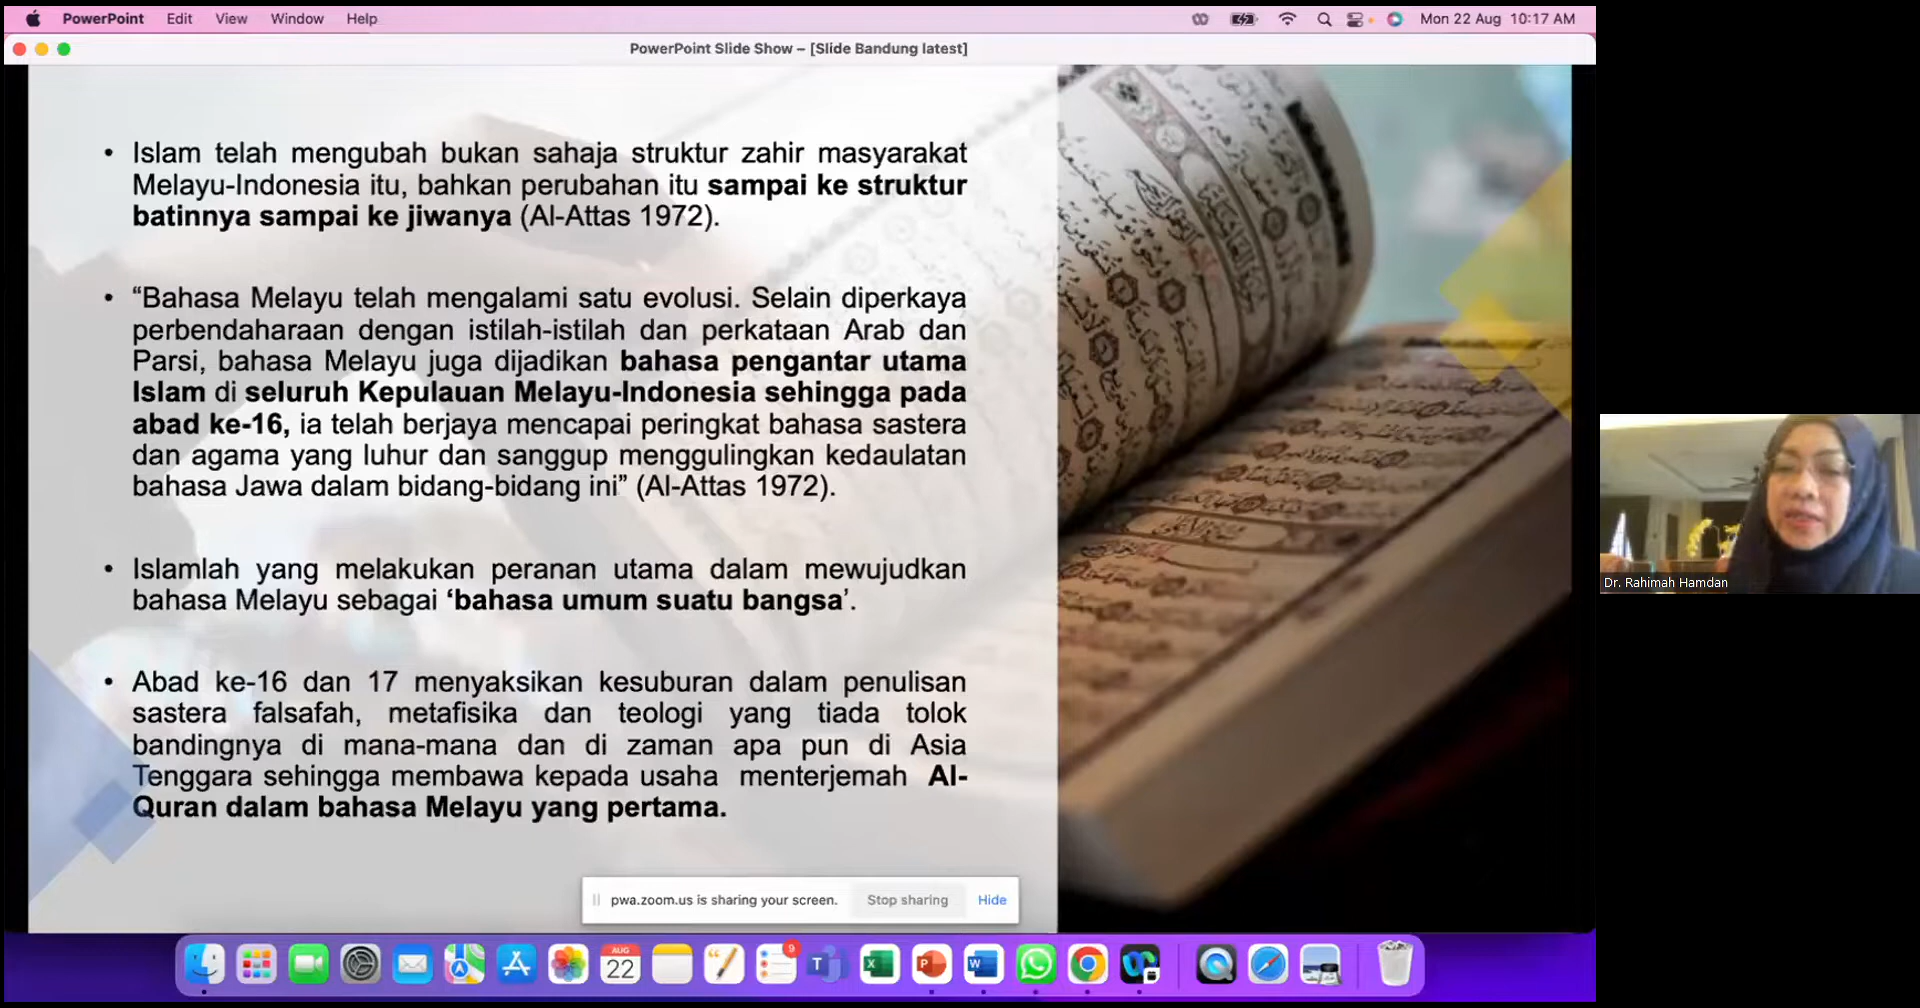 PowerPoint Edit View Window Help Mon 22 Aug 10:17 AM
PowerPoint Slide Show – [Slide Bandung latest]
• Islam telah mengubah bukan sahaja struktur zahir masyarakat
Melayu-Indonesia itu, bahkan perubahan itu sampai ke struktur
batinnya sampai ke jiwanya (Al-Attas 1972).
• “Bahasa Melayu telah mengalami satu evolusi. Selain diperkaya
perbendaharaan dengan istilah-istilah dan perkataan Arab dan
Parsi, bahasa Melayu juga dijadikan bahasa pengantar utama
Islam di seluruh Kepulauan Melayu-Indonesia sehingga pada
abad ke-16, ia telah berjaya mencapai peringkat bahasa sastera
dan agama yang luhur dan sanggup menggulingkan kedaulatan
bahasa Jawa dalam bidang-bidang ini” (Al-Attas 1972).
• Islamlah yang melakukan peranan utama dalam mewujudkan
bahasa Melayu sebagai ‘bahasa umum suatu bangsa’.
• Abad ke-16 dan 17 menyaksikan kesuburan dalam penulisan
sastera falsafah, metafisika dan teologi yang tiada tolok
bandingnya di mana-mana dan di zaman apa pun di Asia
Tenggara sehingga membawa kepada usaha menterjemah Al-
Quran dalam bahasa Melayu yang pertama.
Dr. Rahimah Hamdan
pwa.zoom.us is sharing your screen. Stop sharing Hide
AUG
22
9
T
X
P
W